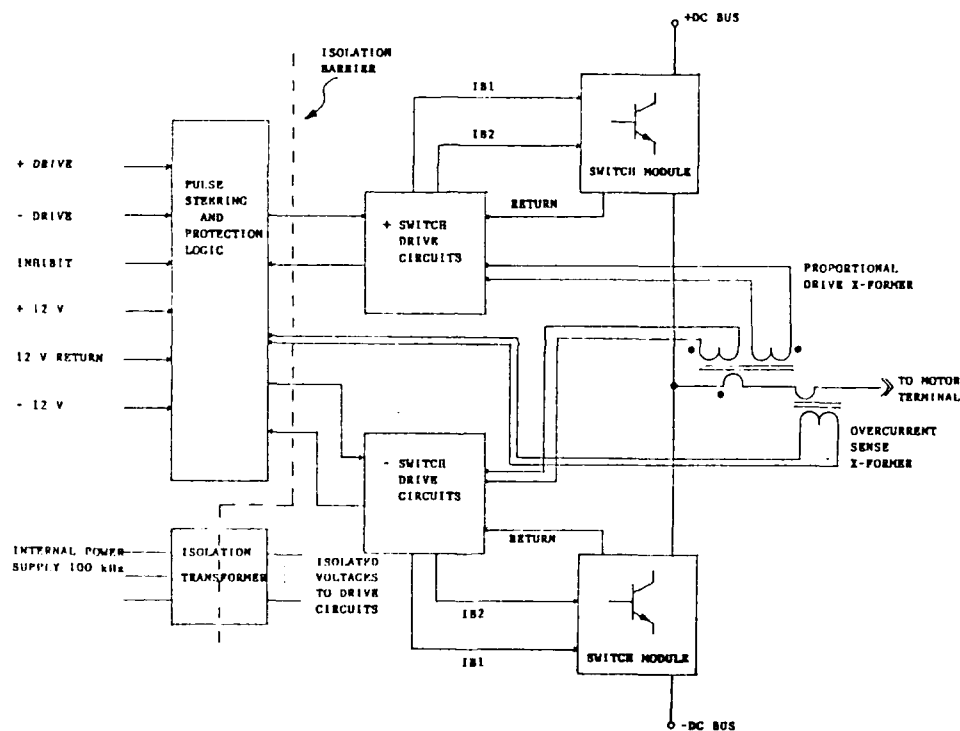 +DC BUS
ISOLATION
BARRIER
IB1
IB2
SWITCH MODULE
+ DRIVE
- DRIVE
INHIBIT
+ 12 V
12 V RETURN
- 12 V
PULSE
STEERING
AND
PROTECTION
LOGIC
RETURN
+ SWITCH
DRIVE
CIRCUITS
PROPORTIONAL
DRIVE X-FORMER
TO MOTOR
TERMINAL
OVERCURRENT
SENSE
X-FORMER
- SWITCH
DRIVE
CIRCUITS
RETURN
INTERNAL POWER
SUPPLY 100 kHz
ISOLATION
TRANSFORMER
ISOLATED
VOLTAGES
TO DRIVE
CIRCUITS
IB2
IB1
SWITCH MODULE
-DC BUS